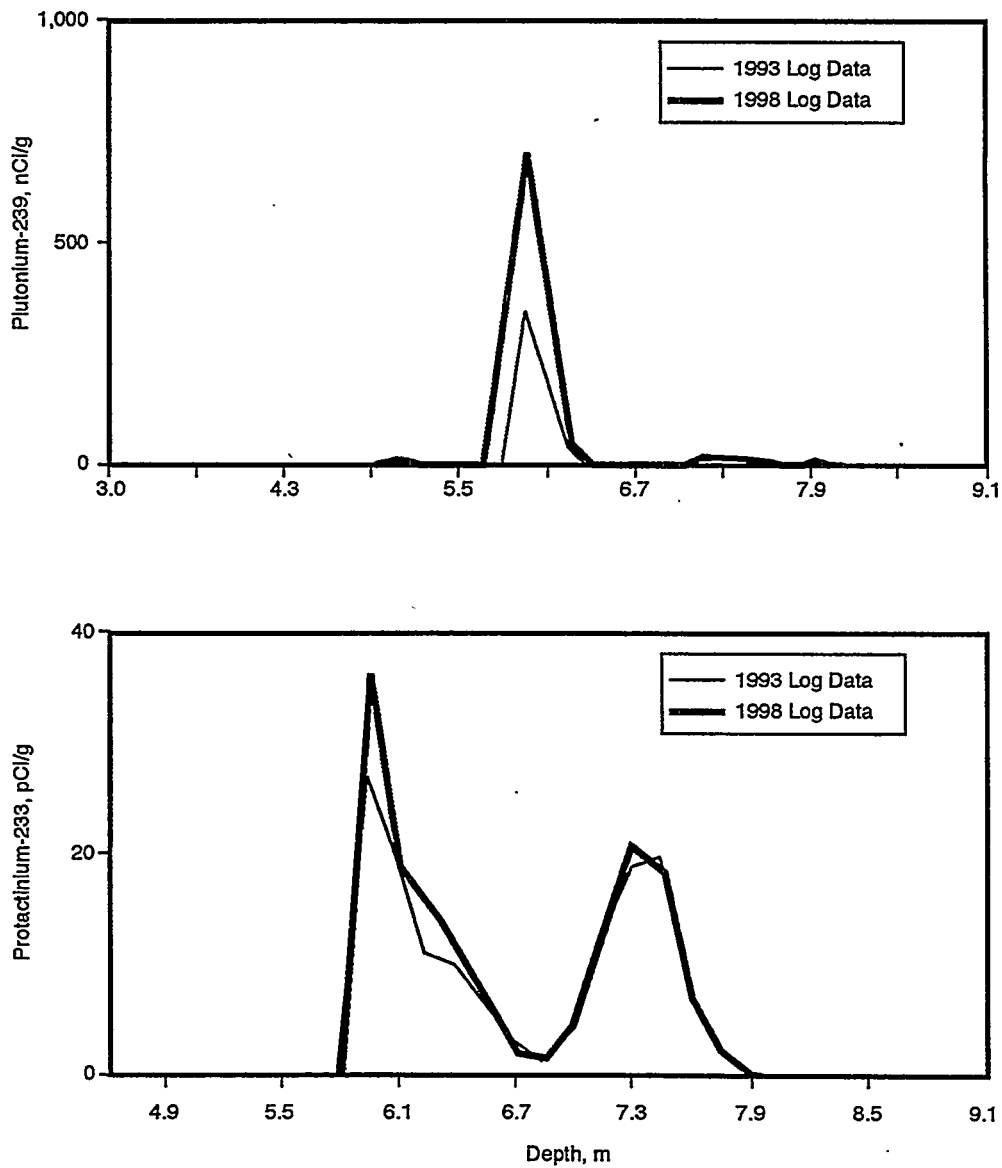 1,000
1993 Log Data
1998 Log Data
Plutonium-239, nCi/g
500
0
3.0 4.3 5.5 6.7 7.9 9.1
40
1993 Log Data
1998 Log Data
Protactinium-233, pCi/g
20
0
4.9 5.5 6.1 6.7 7.3 7.9 8.5 9.1
Depth, m